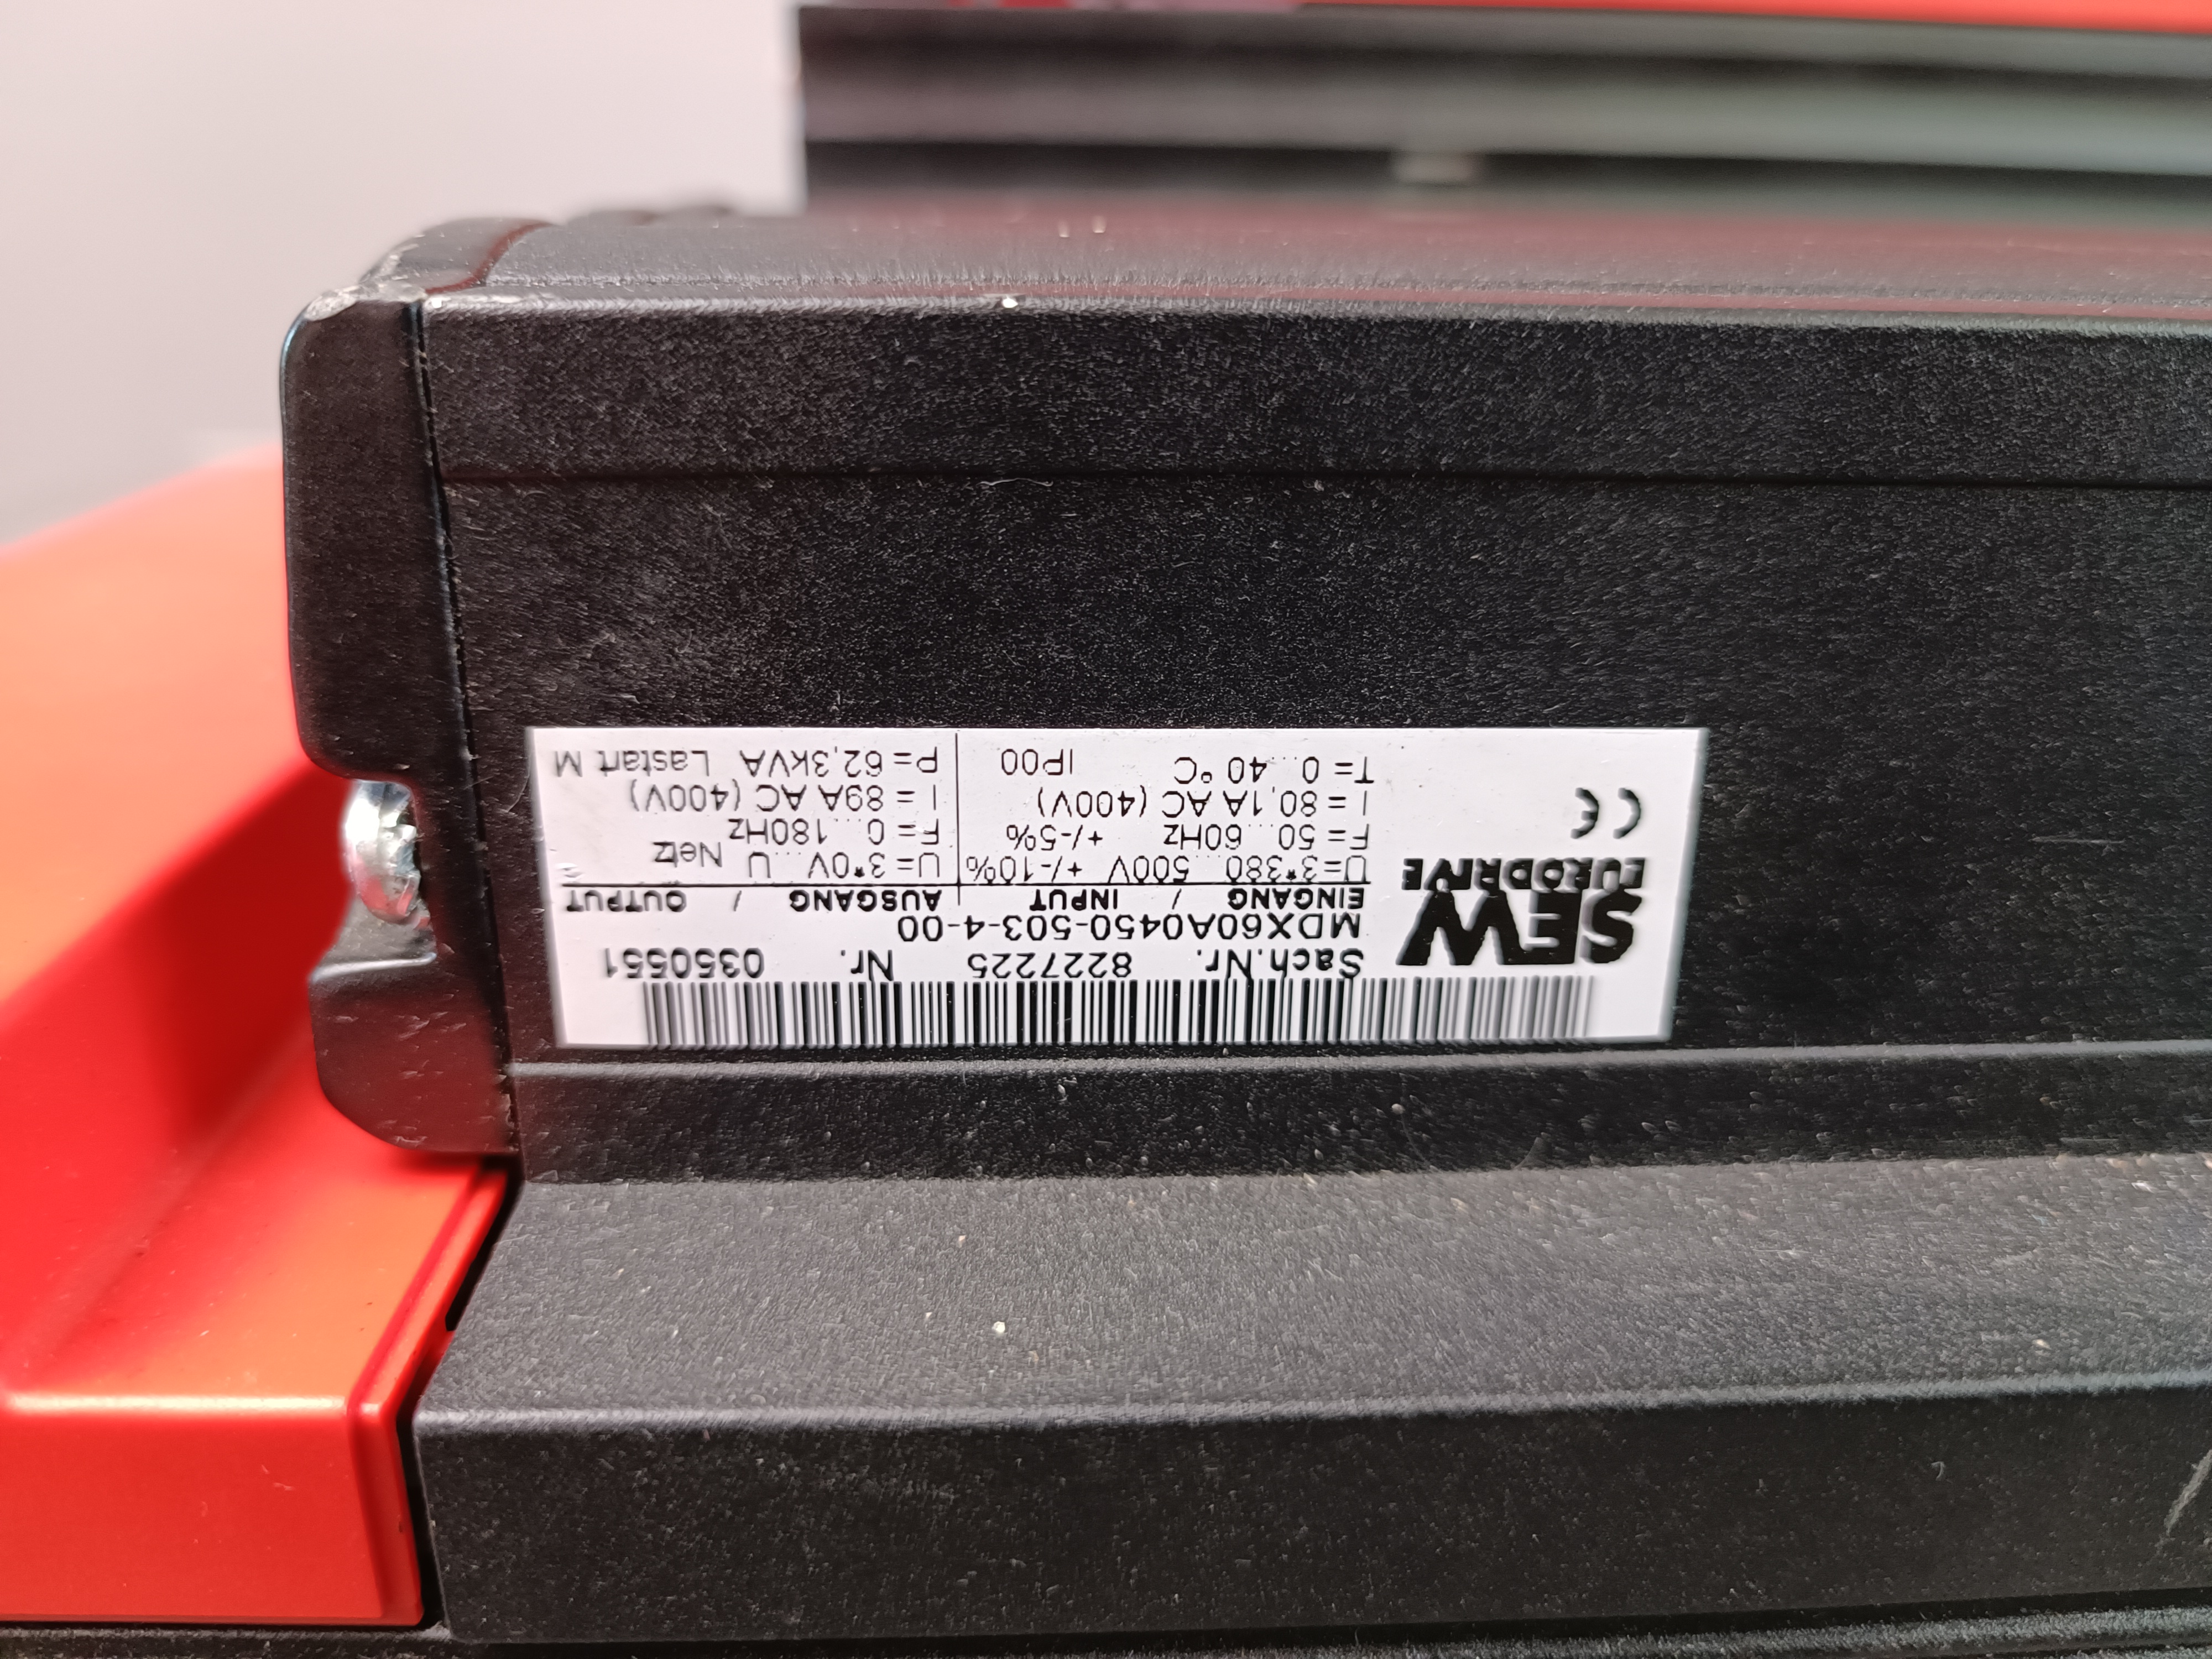 Sach.Nr. 8227225 Nr. 0350551
MDX60A0450-503-4-00
SEW
EURODRIVE
CE
EINGANG / INPUT
U=3*380...500V +/-10%
F= 50...60Hz +/-5%
I = 80,1A AC (400V)
T= 0...40 °C IP00
AUSGANG / OUTPUT
U=3*0V...U Netz
F= 0...180Hz
I = 89A AC (400V)
P= 62,3kVA Lastart M